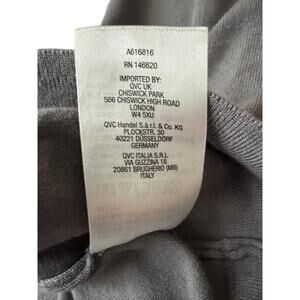 A616816
RN 146620
IMPORTED BY:
QVC UK
CHISWICK PARK
566 CHISWICK HIGH ROAD
LONDON
W4 5XU
QVC Handel S.à r.l. & Co. KG
PLOCKSTR. 30
40221 DÜSSELDORF
GERMANY
QVC ITALIA S.R.L.
VIA GUZZINA 18
20861 BRUGHERIO (MB)
ITALY